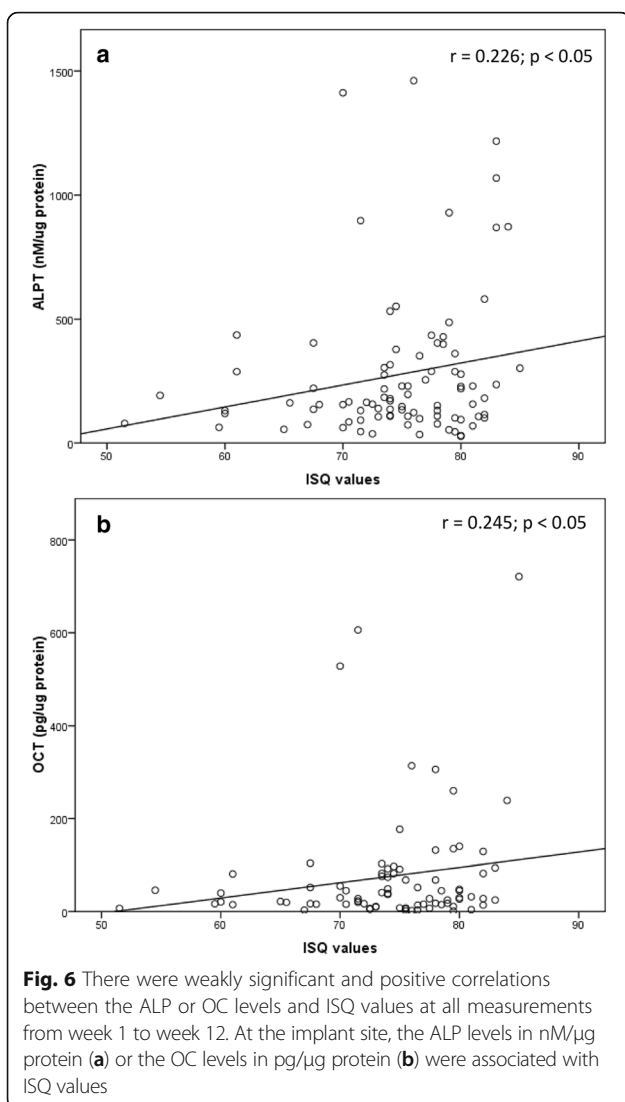 a
r = 0.226; p < 0.05
1500
1000
500
0
ALPT (nM/ug protein)
50 60 70 80 90
ISQ values
b
r = 0.245; p < 0.05
800
600
400
200
0
OCT (pg/ug protein)
50 60 70 80 90
ISQ values
Fig. 6 There were weakly significant and positive correlations
between the ALP or OC levels and ISQ values at all measurements
from week 1 to week 12. At the implant site, the ALP levels in nM/μg
protein (a) or the OC levels in pg/μg protein (b) were associated with
ISQ values